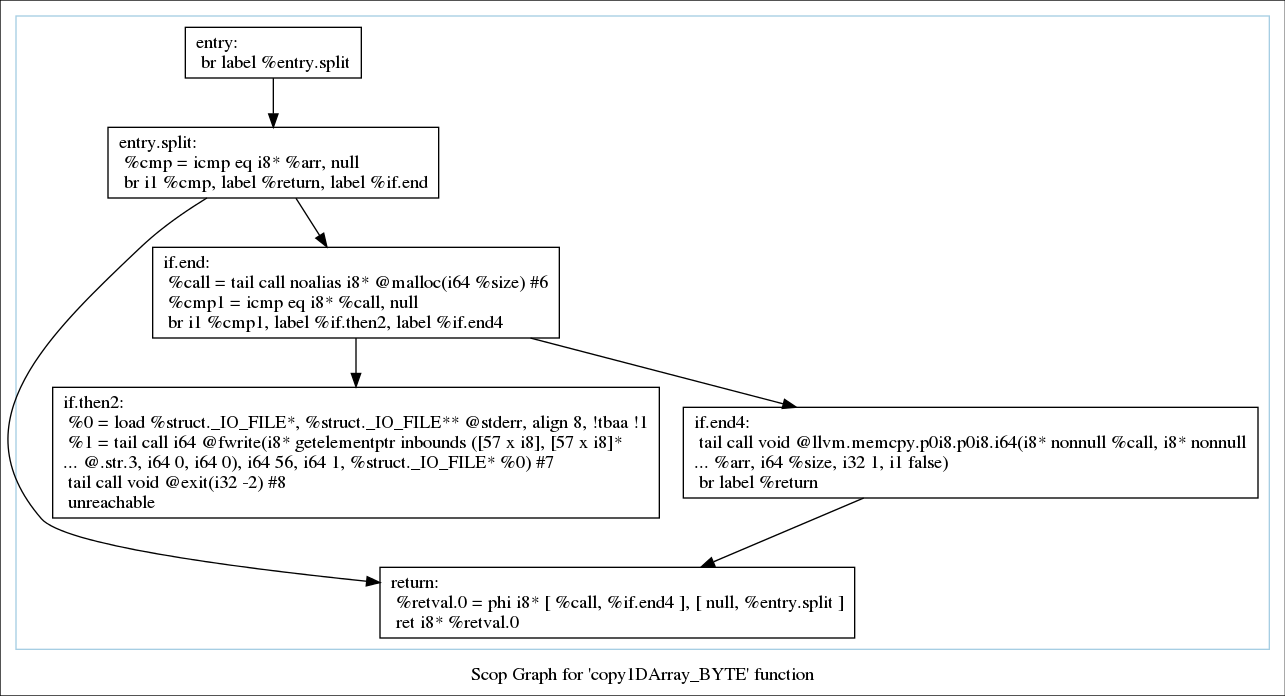 entry:
br label %entry.split
entry.split:
%cmp = icmp eq i8* %arr, null
br i1 %cmp, label %return, label %if.end
if.end:
%call = tail call noalias i8* @malloc(i64 %size) #6
%cmp1 = icmp eq i8* %call, null
br i1 %cmp1, label %if.then2, label %if.end4
if.then2:
%0 = load %struct._IO_FILE*, %struct._IO_FILE** @stderr, align 8, !tbaa !1
%1 = tail call i64 @fwrite(i8* getelementptr inbounds ([57 x i8], [57 x i8]*
... @.str.3, i64 0, i64 0), i64 56, i64 1, %struct._IO_FILE* %0) #7
tail call void @exit(i32 -2) #8
unreachable
if.end4:
tail call void @llvm.memcpy.p0i8.p0i8.i64(i8* nonnull %call, i8* nonnull
... %arr, i64 %size, i32 1, i1 false)
br label %return
return:
%retval.0 = phi i8* [ %call, %if.end4 ], [ null, %entry.split ]
ret i8* %retval.0
Scop Graph for 'copy1DArray_BYTE' function